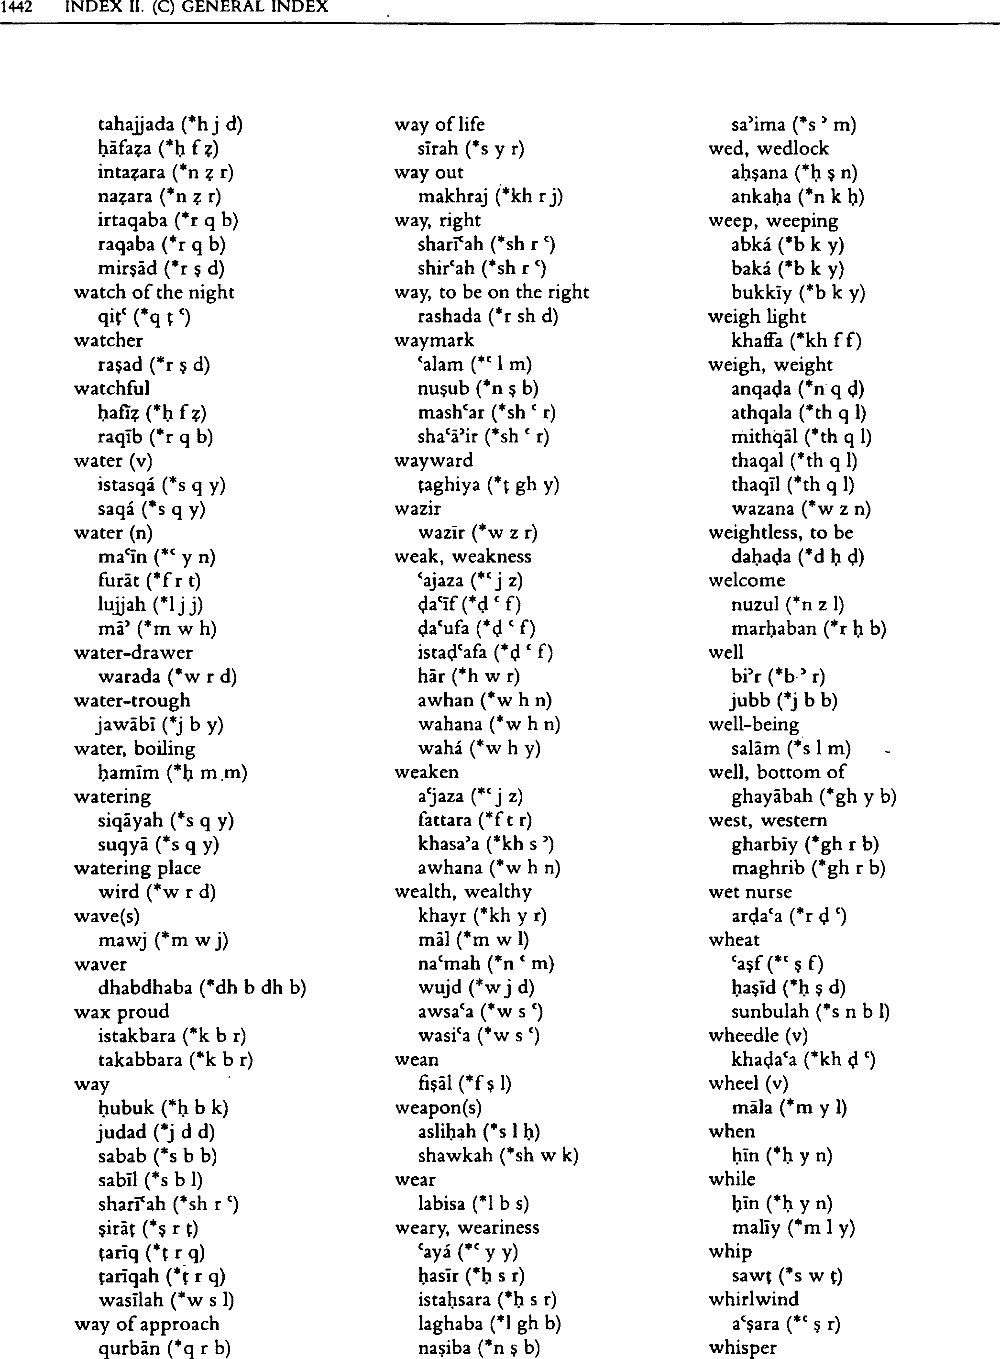 1442 INDEX II. (C) GENERAL INDEX
tahajjada (*h j d)
ḥāfaẓa (*ḥ f ẓ)
intaẓara (*n ẓ r)
naẓara (*n ẓ r)
irtaqaba (*r q b)
raqaba (*r q b)
mirṣād (*r ṣ d)
watch of the night
qiṭʿ (*q ṭ ʿ)
watcher
raṣad (*r ṣ d)
watchful
ḥafīẓ (*ḥ f ẓ)
raqīb (*r q b)
water (v)
istasqá (*s q y)
saqá (*s q y)
water (n)
maʿīn (*ʿ y n)
furāt (*f r t)
lujjah (*l j j)
māʾ (*m w h)
water-drawer
warada (*w r d)
water-trough
jawābī (*j b y)
water, boiling
ḥamīm (*ḥ m m)
watering
siqāyah (*s q y)
suqyā (*s q y)
watering place
wird (*w r d)
wave(s)
mawj (*m w j)
waver
dhabdhaba (*dh b dh b)
wax proud
istakbara (*k b r)
takabbara (*k b r)
way
ḥubuk (*ḥ b k)
judad (*j d d)
sabab (*s b b)
sabīl (*s b l)
sharīʿah (*sh r ʿ)
ṣirāṭ (*ṣ r ṭ)
ṭarīq (*ṭ r q)
ṭarīqah (*ṭ r q)
wasīlah (*w s l)
way of approach
qurbān (*q r b)
way of life
sīrah (*s y r)
way out
makhraj (*kh r j)
way, right
sharīʿah (*sh r ʿ)
shirʿah (*sh r ʿ)
way, to be on the right
rashada (*r sh d)
waymark
ʿalam (*ʿ l m)
nuṣub (*n ṣ b)
mashʿar (*sh ʿ r)
shaʿāʾir (*sh ʿ r)
wayward
ṭaghiya (*ṭ gh y)
wazir
wazīr (*w z r)
weak, weakness
ʿajaza (*ʿ j z)
ḍaʿīf (*ḍ ʿ f)
ḍaʿufa (*ḍ ʿ f)
istaḍʿafa (*ḍ ʿ f)
hār (*h w r)
awhan (*w h n)
wahana (*w h n)
wahá (*w h y)
weaken
aʿjaza (*ʿ j z)
fattara (*f t r)
khasaʾa (*kh s ʾ)
awhana (*w h n)
wealth, wealthy
khayr (*kh y r)
māl (*m w l)
naʿmah (*n ʿ m)
wujd (*w j d)
awsaʿa (*w s ʿ)
wasiʿa (*w s ʿ)
wean
fiṣāl (*f ṣ l)
weapon(s)
asliḥah (*s l ḥ)
shawkah (*sh w k)
wear
labisa (*l b s)
weary, weariness
ʿayá (*ʿ y y)
ḥasīr (*ḥ s r)
istaḥsara (*ḥ s r)
laghaba (*l gh b)
naṣiba (*n ṣ b)
saʾima (*s ʾ m)
wed, wedlock
aḥṣana (*ḥ ṣ n)
ankaḥa (*n k ḥ)
weep, weeping
abká (*b k y)
baká (*b k y)
bukkīy (*b k y)
weigh light
khaffa (*kh f f)
weigh, weight
anqaḍa (*n q ḍ)
athqala (*th q l)
mithqāl (*th q l)
thaqal (*th q l)
thaqīl (*th q l)
wazana (*w z n)
weightless, to be
daḥaḍa (*d ḥ ḍ)
welcome
nuzul (*n z l)
marḥaban (*r ḥ b)
well
biʾr (*b ʾ r)
jubb (*j b b)
well-being
salām (*s l m)
well, bottom of
ghayābah (*gh y b)
west, western
gharbīy (*gh r b)
maghrib (*gh r b)
wet nurse
arḍaʿa (*r ḍ ʿ)
wheat
ʿaṣf (*ʿ ṣ f)
ḥaṣīd (*ḥ ṣ d)
sunbulah (*s n b l)
wheedle (v)
khaḍaʿa (*kh ḍ ʿ)
wheel (v)
māla (*m y l)
when
ḥīn (*ḥ y n)
while
ḥīn (*ḥ y n)
malīy (*m l y)
whip
sawṭ (*s w ṭ)
whirlwind
aʿṣara (*ʿ ṣ r)
whisper